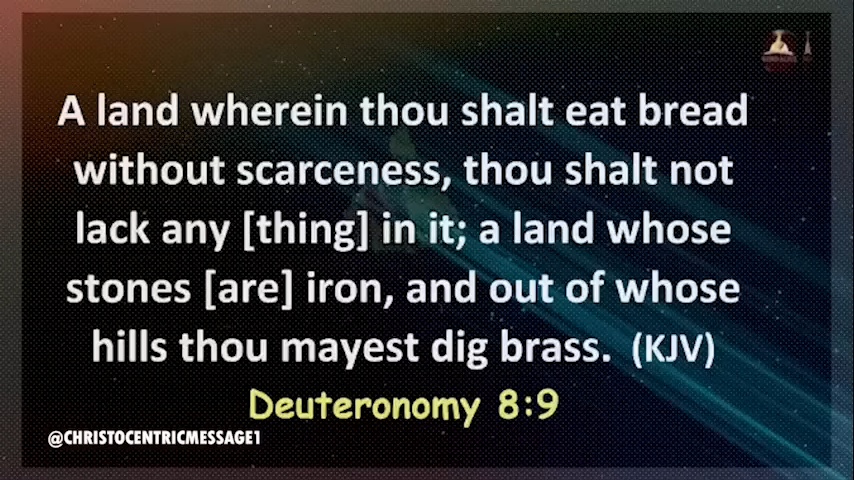 A land wherein thou shalt eat bread
without scarceness, thou shalt not
lack any [thing] in it; a land whose
stones [are] iron, and out of whose
hills thou mayest dig brass. (KJV)
Deuteronomy 8:9
@CHRISTOCENTRICMESSAGE1